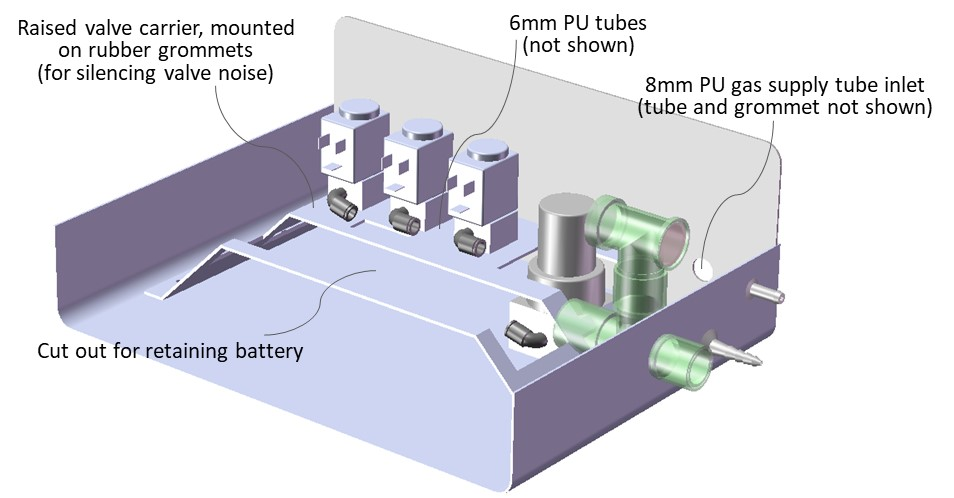 Raised valve carrier, mounted
on rubber grommets
(for silencing valve noise)
6mm PU tubes
(not shown)
8mm PU gas supply tube inlet
(tube and grommet not shown)
Cut out for retaining battery